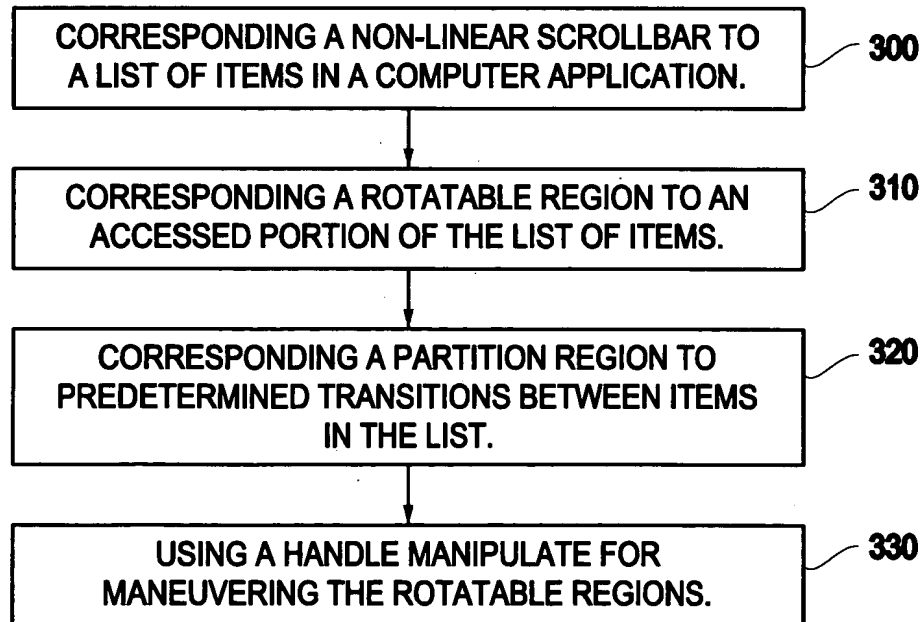 CORRESPONDING A NON-LINEAR SCROLLBAR TO
A LIST OF ITEMS IN A COMPUTER APPLICATION.
300
CORRESPONDING A ROTATABLE REGION TO AN
ACCESSED PORTION OF THE LIST OF ITEMS.
310
CORRESPONDING A PARTITION REGION TO
PREDETERMINED TRANSITIONS BETWEEN ITEMS
IN THE LIST.
320
USING A HANDLE MANIPULATE FOR
MANEUVERING THE ROTATABLE REGIONS.
330